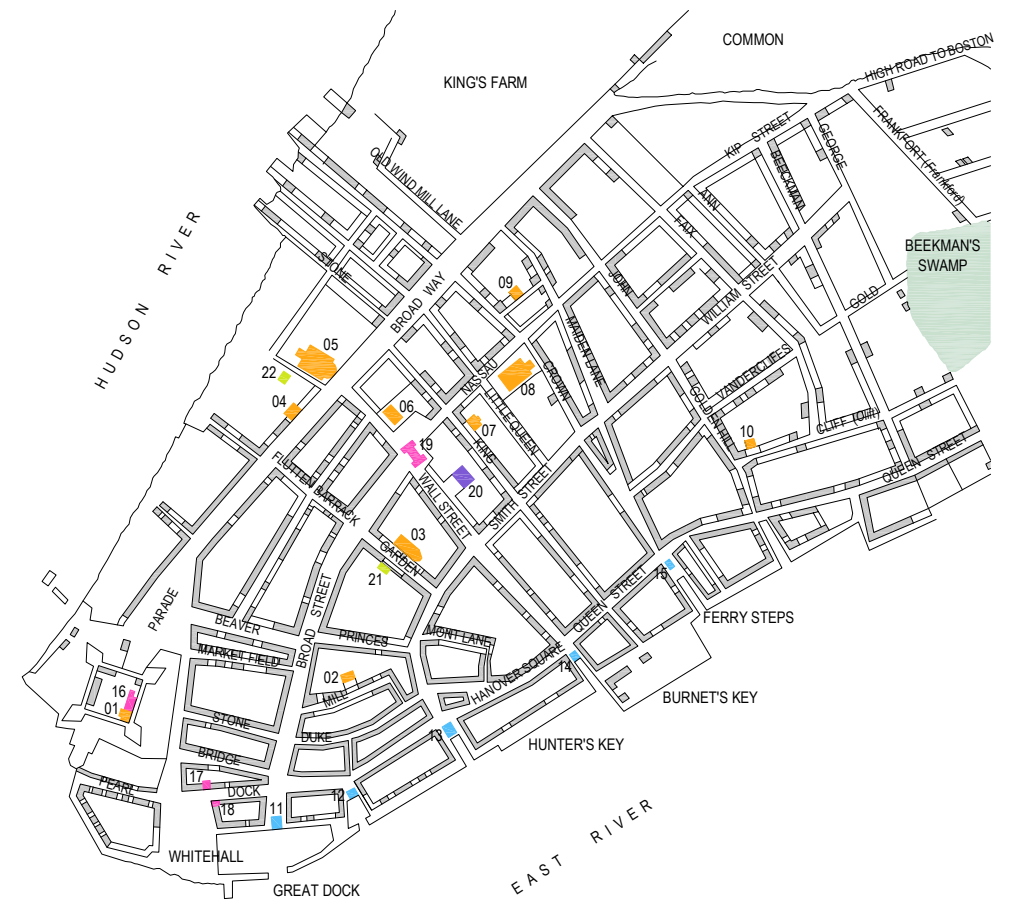 COMMON
KING'S FARM
HIGH ROAD TO BOSTON
FRANKFORT (Frankford)
KIP STREET
GEORGE
BEECKMAN
OLD WIND MILL LANE
ANN
FAIX
BEEKMAN'S
SWAMP
HUDSON RIVER
STONE
BROAD WAY
JOHN
WILLIAM STREET
GOLD
09
MAIDEN LANE
05
22
04
NASSAU
08
CROWN
VANDERCLIFFS
06
LITTLE QUEEN
GOLDEN HILL
CLIFF (Cliff)
10
QUEEN STREET
07
KING
19
20
FLUTTEN BARRACK
WALL STREET
SMITH STREET
03
GARDEN
21
15
QUEEN STREET
PARADE
BROAD STREET
FERRY STEPS
BEAVER
PRINCES
MONT LANE
MARKET FIELD
HANOVER SQUARE
14
02
MILL
16
01
BURNET'S KEY
STONE
DUKE
13
HUNTER'S KEY
BRIDGE
17
PEARL
DOCK
12
18
11
WHITEHALL
GREAT DOCK
EAST RIVER